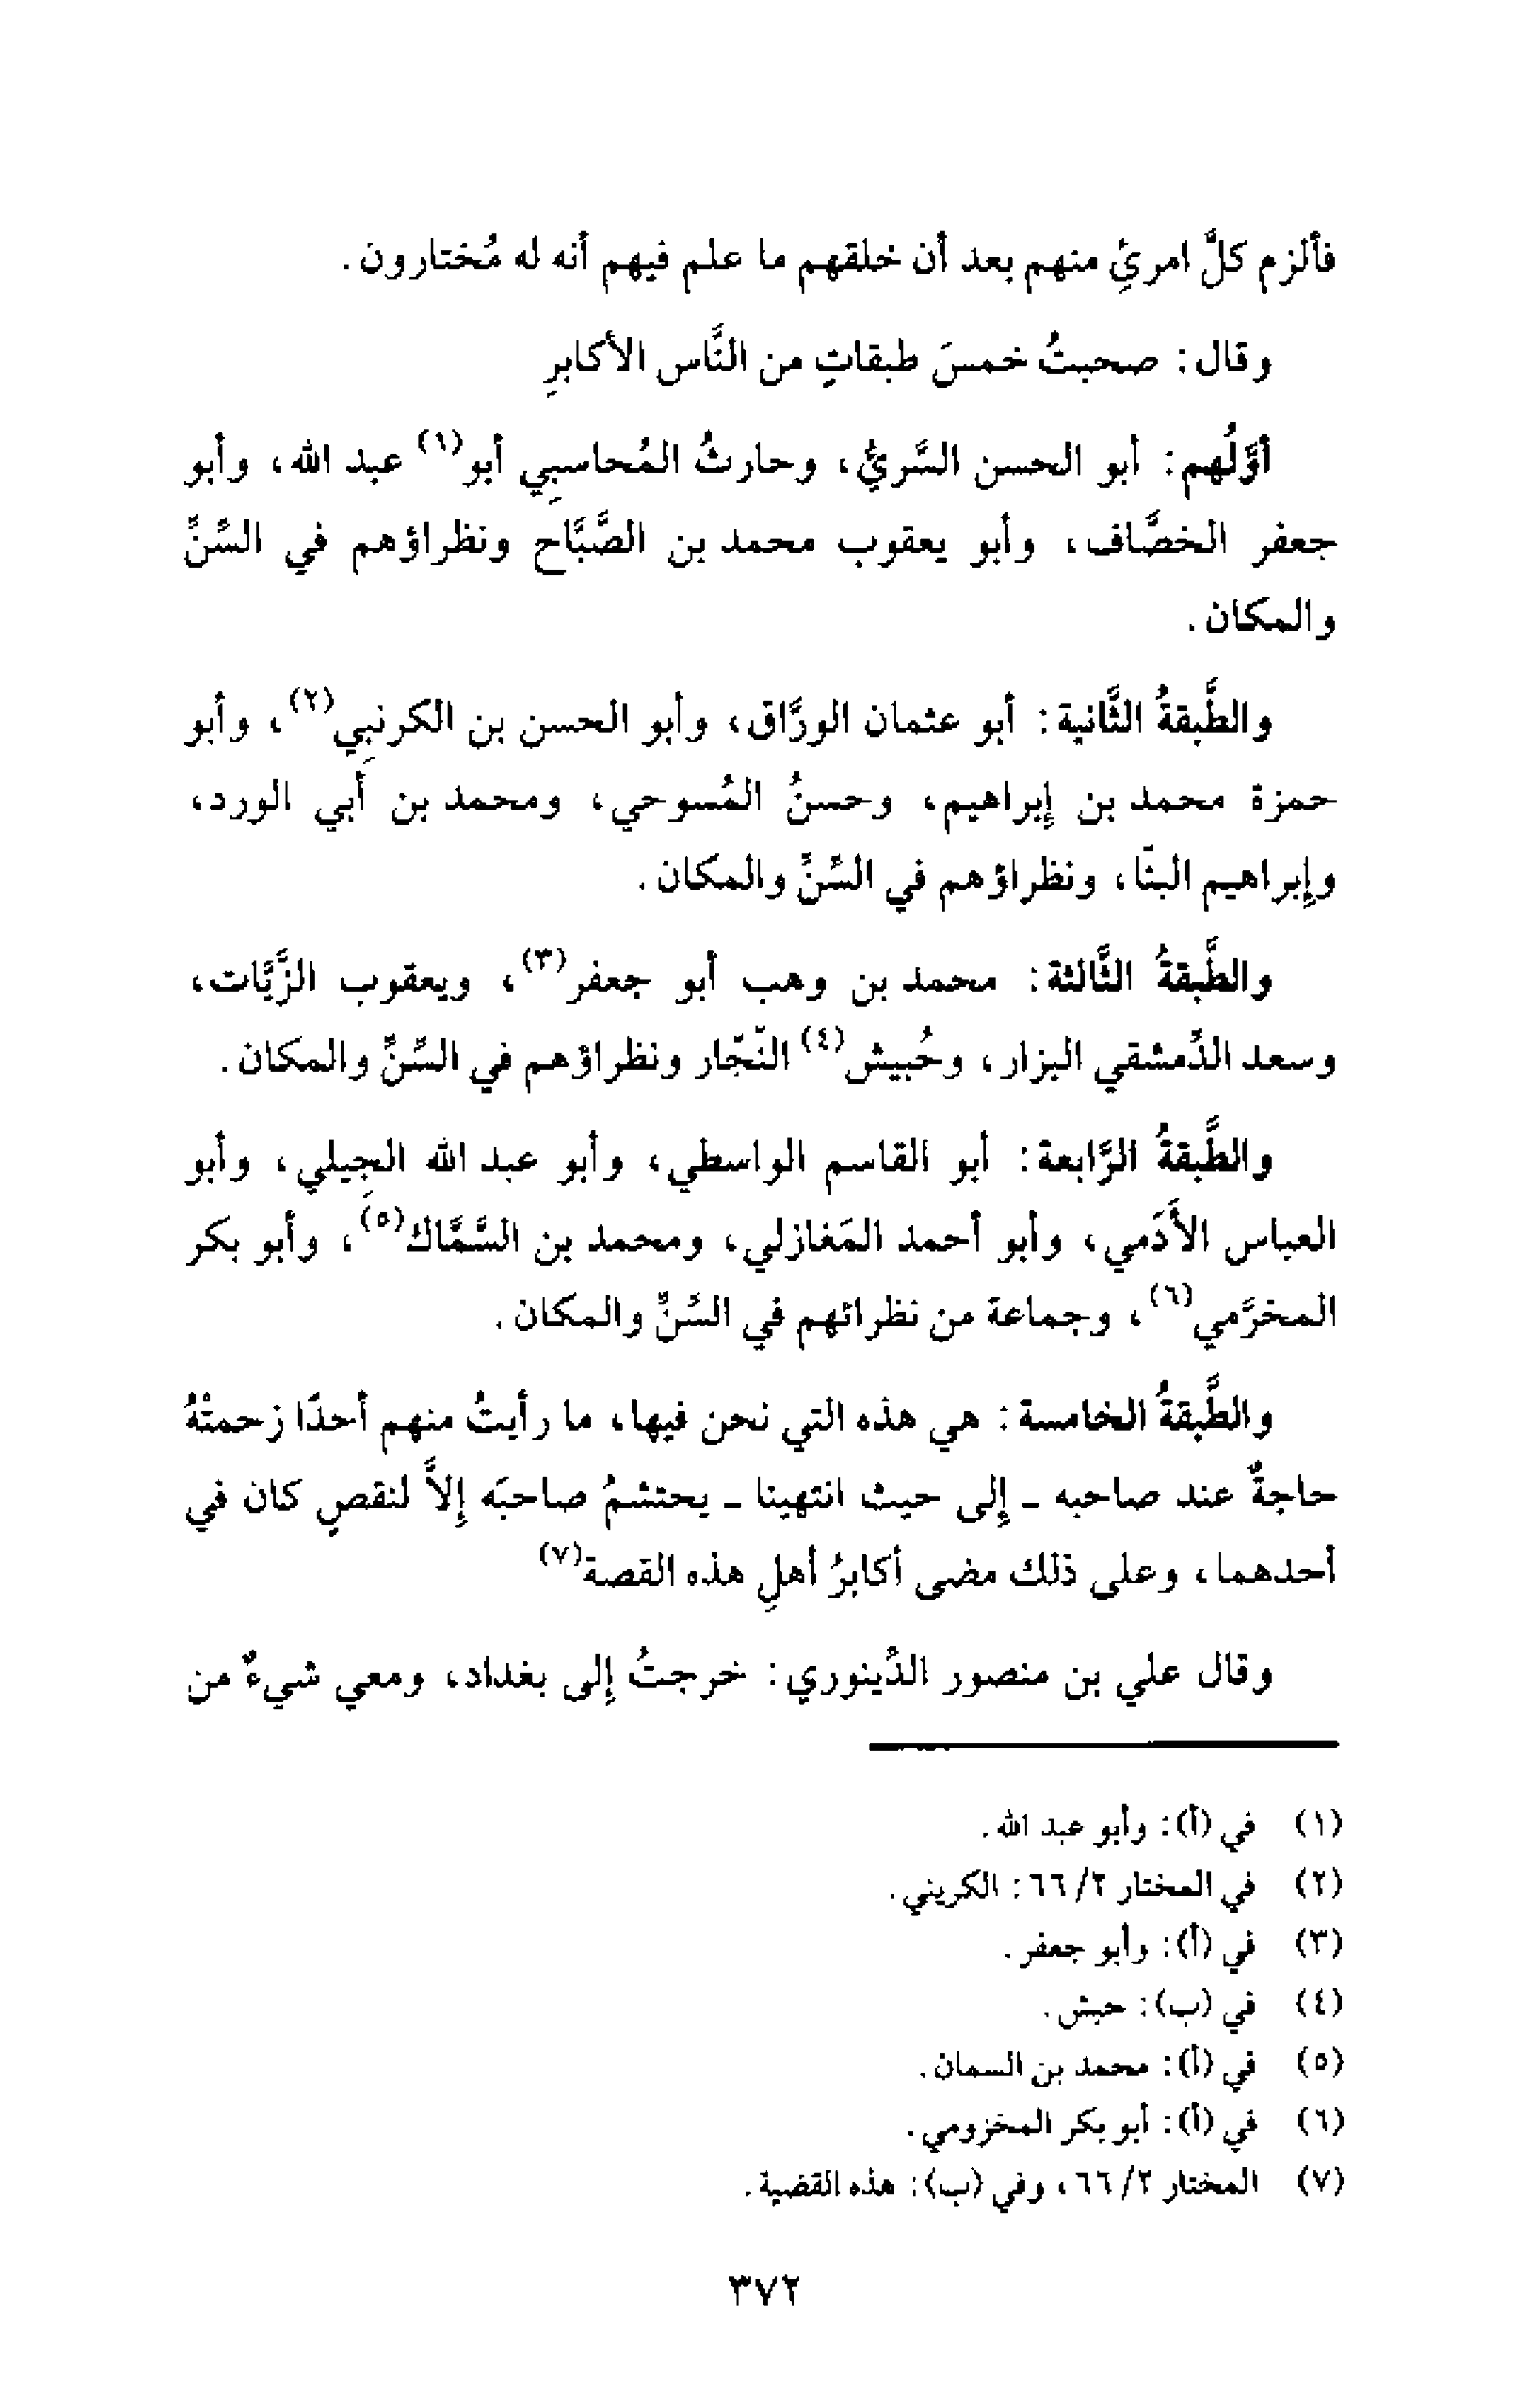 فألزم كلَّ امرئٍ منهم بعد أن خلقهم ما علم فيهم أنه له مُختارون.
وقال: صحبتُ خمسَ طبقاتٍ من النَّاس الأكابرِ
أوَّلُهم: أبو الحسن السَّريُّ، وحارثُ المُحاسبِي أبو(١) عبد الله، وأبو
جعفر الخصَّاف، وأبو يعقوب محمد بن الصَّبَّاح ونظراؤهم في السِّنِّ
والمكان.
والطَّبقةُ الثَّانية: أبو عثمان الورَّاق، وأبو الحسن بن الكرنبِي(٢)، وأبو
حمزة محمد بن إبراهيم، وحسنُ المُسوحي، ومحمد بن أبي الورد،
وإبراهيم البنّا، ونظراؤهم في السِّنِّ والمكان.
والطَّبقةُ الثَّالثة: محمد بن وهب أبو جعفر(٣)، ويعقوب الزَّيَّات،
وسعد الدِّمشقي البزار، وحُبيش(٤) النّجّار ونظراؤهم في السِّنِّ والمكان.
والطَّبقةُ الرَّابعة: أبو القاسم الواسطي، وأبو عبد الله الجِيلي، وأبو
العباس الأَدَمي، وأبو أحمد المَغازلي، ومحمد بن السَّمَّاك(٥)، وأبو بكر
المخرَّمي(٦)، وجماعة من نظرائهم في السِّنِّ والمكان.
والطَّبقةُ الخامسة: هي هذه التي نحن فيها، ما رأيتُ منهم أحدًا زحمتْهُ
حاجةٌ عند صاحبه - إلى حيث انتهينا - يحتشمُ صاحبَه إلاَّ لنقصٍ كان في
أحدهما، وعلى ذلك مضى أكابرُ أهلِ هذه القصة(٧)
وقال علي بن منصور الدِّينوري: خرجتُ إلى بغداد، ومعي شيءٌ من
(١) في (أ): وأبو عبد الله.
(٢) في المختار ٢/ ٦٦: الكريني.
(٣) في (أ): وأبو جعفر.
(٤) في (ب): حبش.
(٥) في (أ): محمد بن السمان.
(٦) في (أ): أبو بكر المخزومي.
(٧) المختار ٢/ ٦٦، وفي (ب): هذه القضية.
٣٧٢